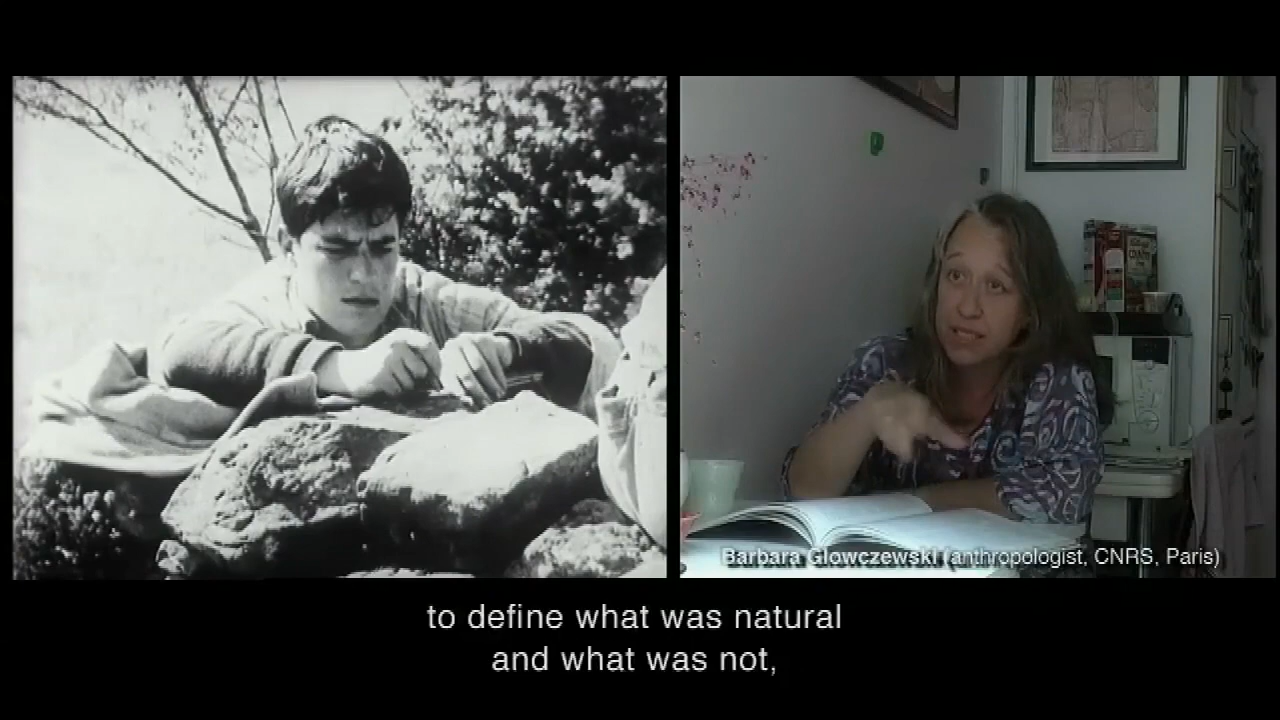 Barbara Glowczewski (anthropologist, CNRS, Paris)
to define what was natural
and what was not,